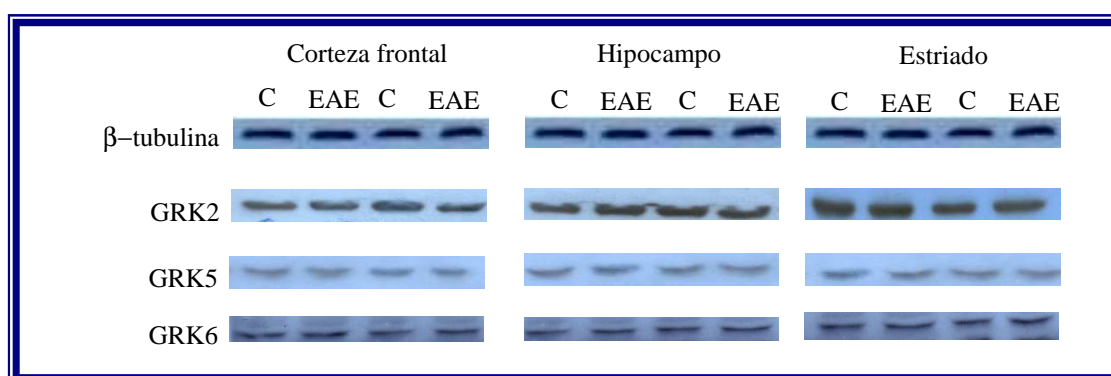 Corteza frontal Hipocampo Estriado
C EAE C EAE C EAE C EAE C EAE C EAE
β−tubulina
GRK2
GRK5
GRK6